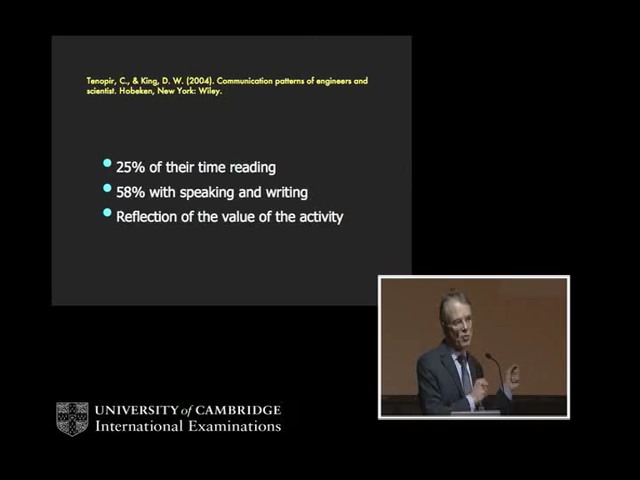 Tenopir, C., & King, D. W. (2004). Communication patterns of engineers and
scientist. Hobeken, New York: Wiley.
25% of their time reading
58% with speaking and writing
Reflection of the value of the activity
UNIVERSITY of CAMBRIDGE
International Examinations